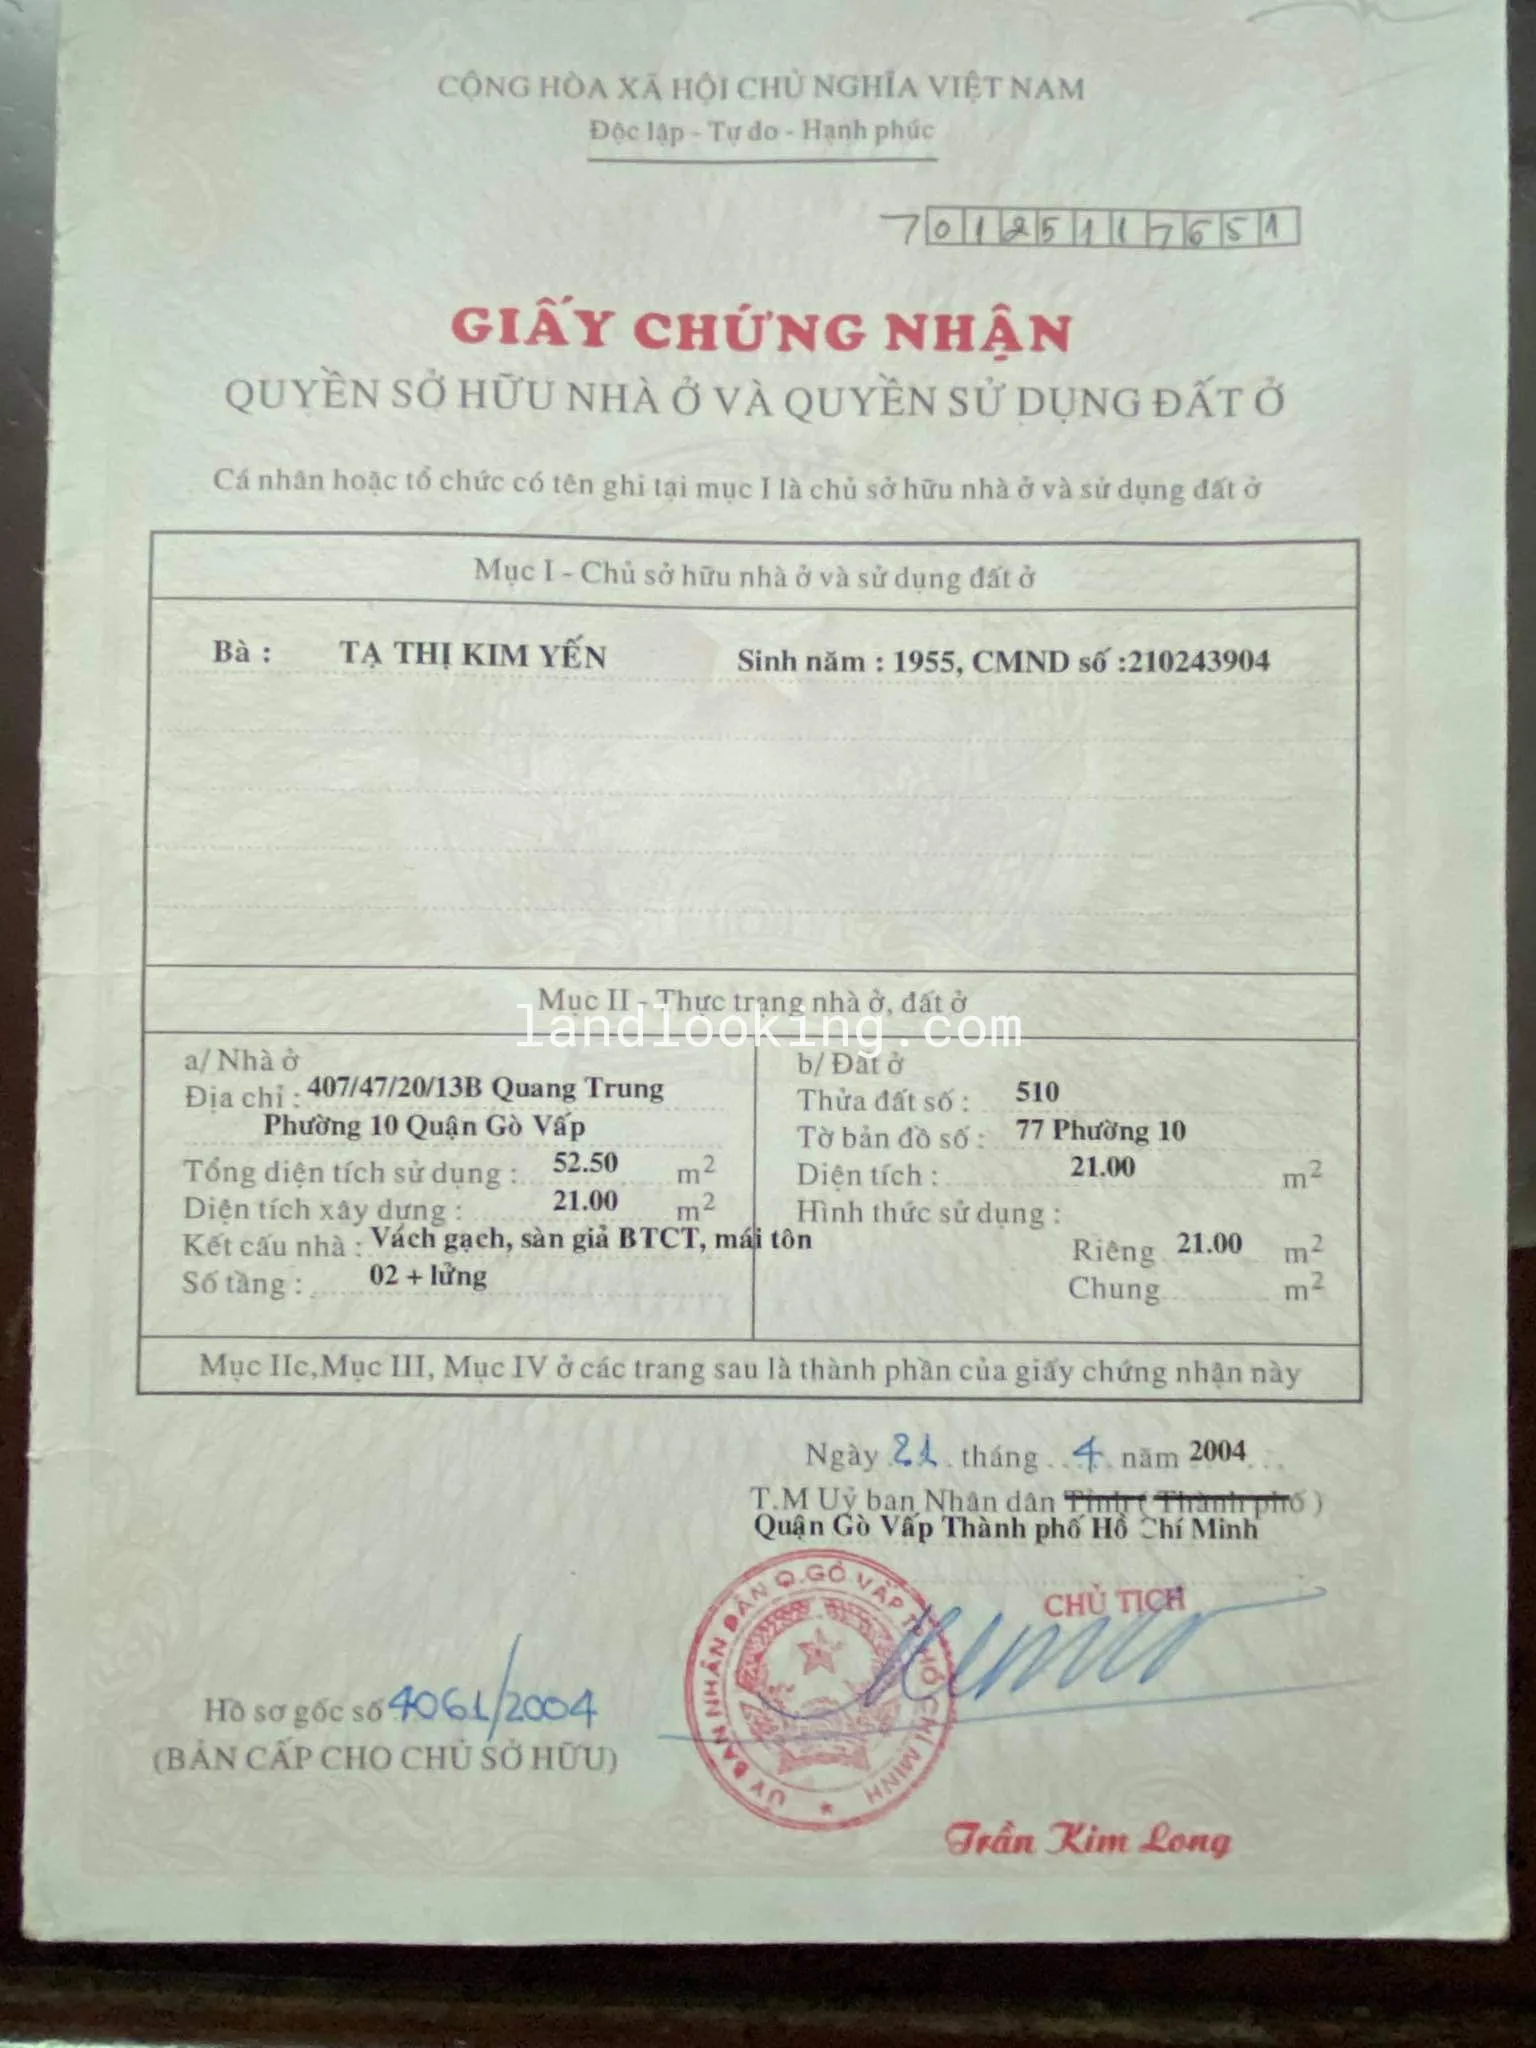 CỘNG HÒA XÃ HỘI CHỦ NGHĨA VIỆT NAM
Độc lập - Tự do - Hạnh phúc
70125117651
GIẤY CHỨNG NHẬN
QUYỀN SỞ HỮU NHÀ Ở VÀ QUYỀN SỬ DỤNG ĐẤT Ở
Cá nhân hoặc tổ chức có tên ghi tại mục I là chủ sở hữu nhà ở và sử dụng đất ở
Mục I - Chủ sở hữu nhà ở và sử dụng đất ở
Bà : TẠ THỊ KIM YẾN Sinh năm : 1955, CMND số :210243904
Mục II - Thực trạng nhà ở, đất ở
landlooking.com
a/ Nhà ở
Địa chỉ : 407/47/20/13B Quang Trung
Phường 10 Quận Gò Vấp
Tổng diện tích sử dụng : 52.50 m2
Diện tích xây dựng : 21.00 m2
Kết cấu nhà : Vách gạch, sàn giả BTCT, mái tôn
Số tầng : 02 + lửng
b/ Đất ở
Thửa đất số : 510
Tờ bản đồ số : 77 Phường 10
Diện tích : 21.00 m2
Hình thức sử dụng :
Riêng 21.00 m2
Chung m2
Mục IIc,Mục III, Mục IV ở các trang sau là thành phần của giấy chứng nhận này
Ngày 21 tháng 4 năm 2004
T.M Uỷ ban Nhân dân Tỉnh ( Thành phố )
Quận Gò Vấp Thành phố Hồ Chí Minh
CHỦ TỊCH
ỦY BAN NHÂN DÂN Q.GÒ VẤP TP HỒ CHÍ MINH
Hồ sơ gốc số 4061/2004
(BẢN CẤP CHO CHỦ SỞ HỮU)
Trần Kim Long